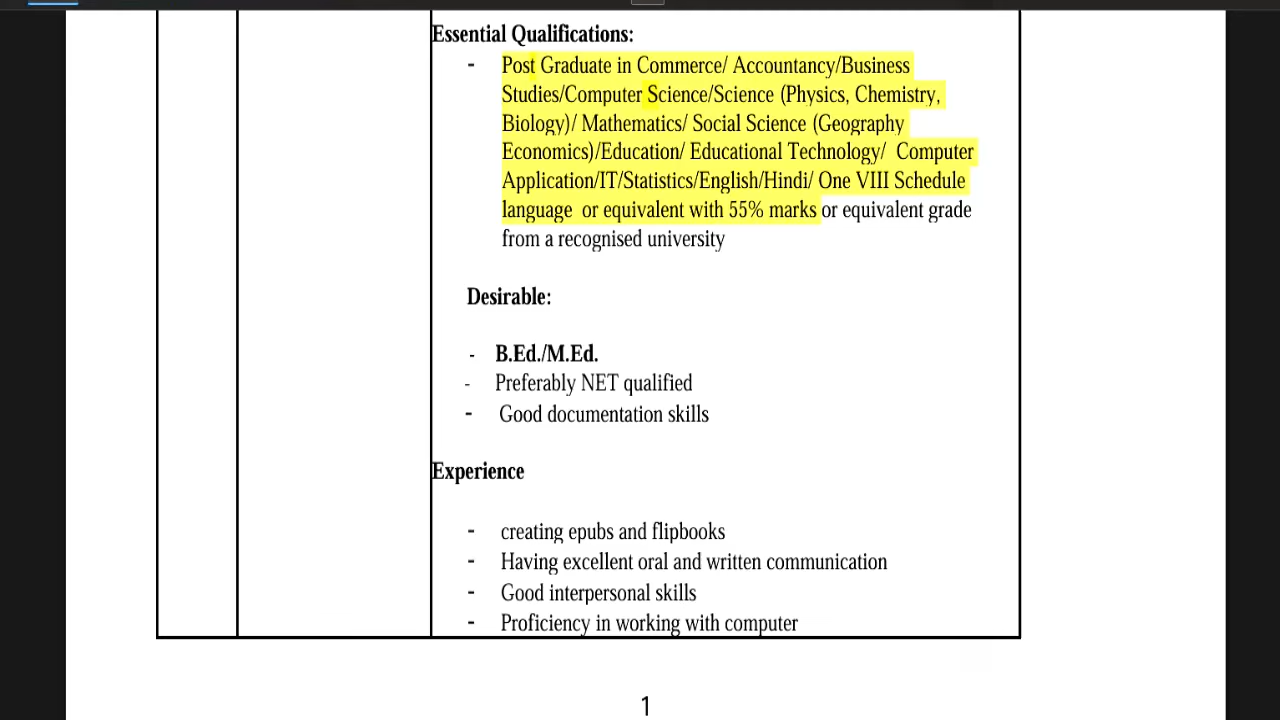 Essential Qualifications:
- Post Graduate in Commerce/ Accountancy/Business
Studies/Computer Science/Science (Physics, Chemistry,
Biology)/ Mathematics/ Social Science (Geography
Economics)/Education/ Educational Technology/ Computer
Application/IT/Statistics/English/Hindi/ One VIII Schedule
language or equivalent with 55% marks or equivalent grade
from a recognised university
Desirable:
- B.Ed./M.Ed.
- Preferably NET qualified
- Good documentation skills
Experience
- creating epubs and flipbooks
- Having excellent oral and written communication
- Good interpersonal skills
- Proficiency in working with computer
1